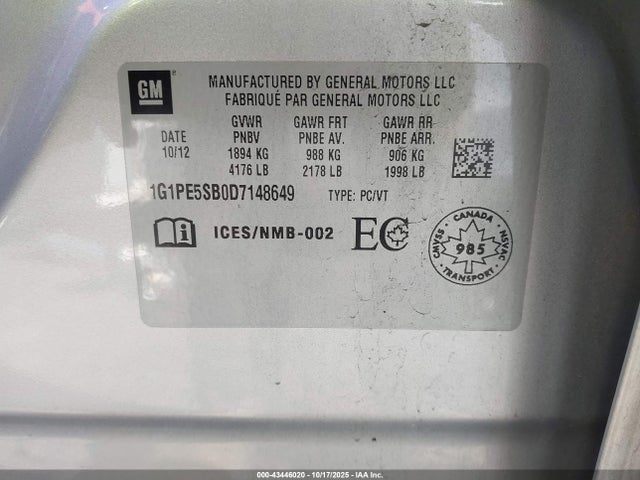 GM
MANUFACTURED BY GENERAL MOTORS LLC
FABRIQUÉ PAR GENERAL MOTORS LLC
GVWR GAWR FRT GAWR RR
DATE PNBV PNBE AV. PNBE ARR.
10/12 1894 KG 988 KG 906 KG
4176 LB 2178 LB 1998 LB
1G1PE5SB0D7148649 TYPE: PC/VT
ICES/NMB-002 EC
CANADA
CMVSS NSVAC
985
TRANSPORT
000-43446020 - 10/17/2025 - IAA Inc.